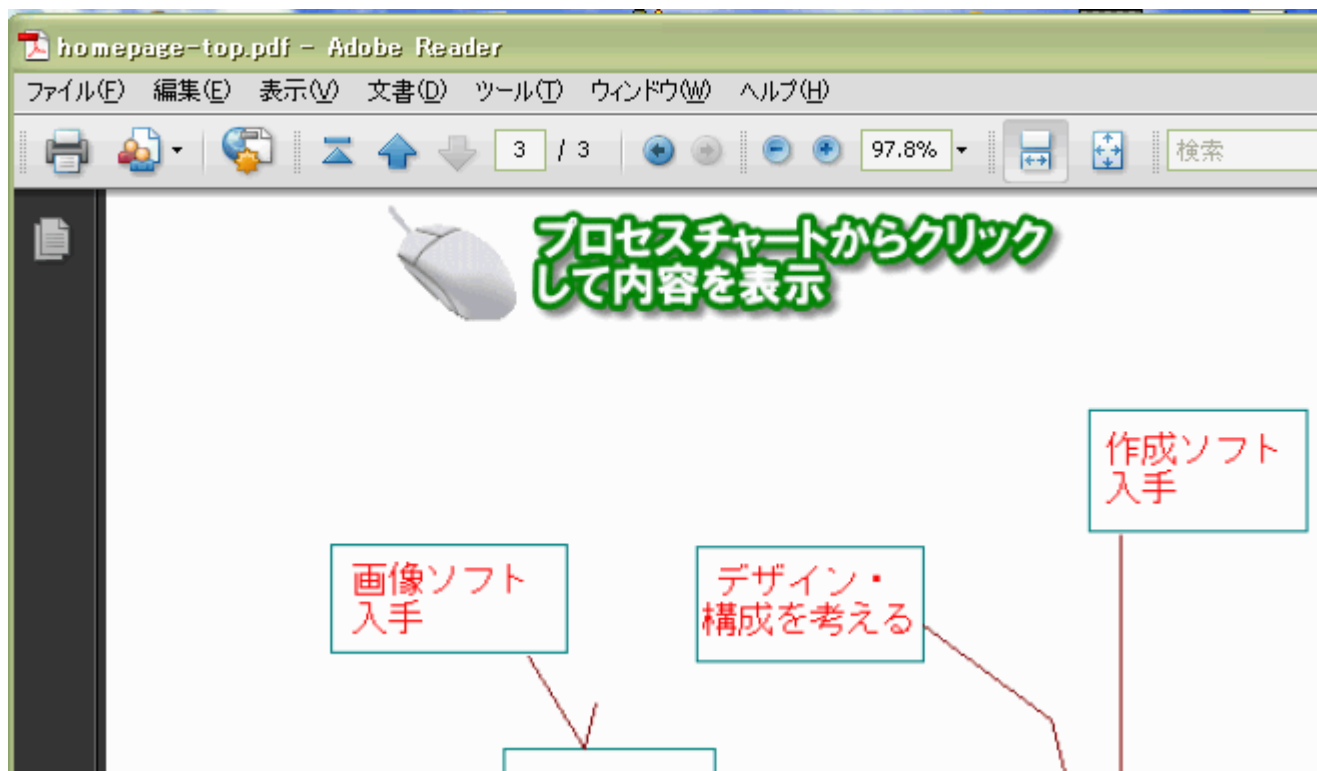 homepage-top.pdf - Adobe Reader
ファイル(F) 編集(E) 表示(V) 文書(D) ツール(T) ウィンドウ(W) ヘルプ(H)
3 / 3 97.8% 検索
プロセスチャートからクリック
して内容を表示
作成ソフト
入手
画像ソフト
入手
デザイン・
構成を考える